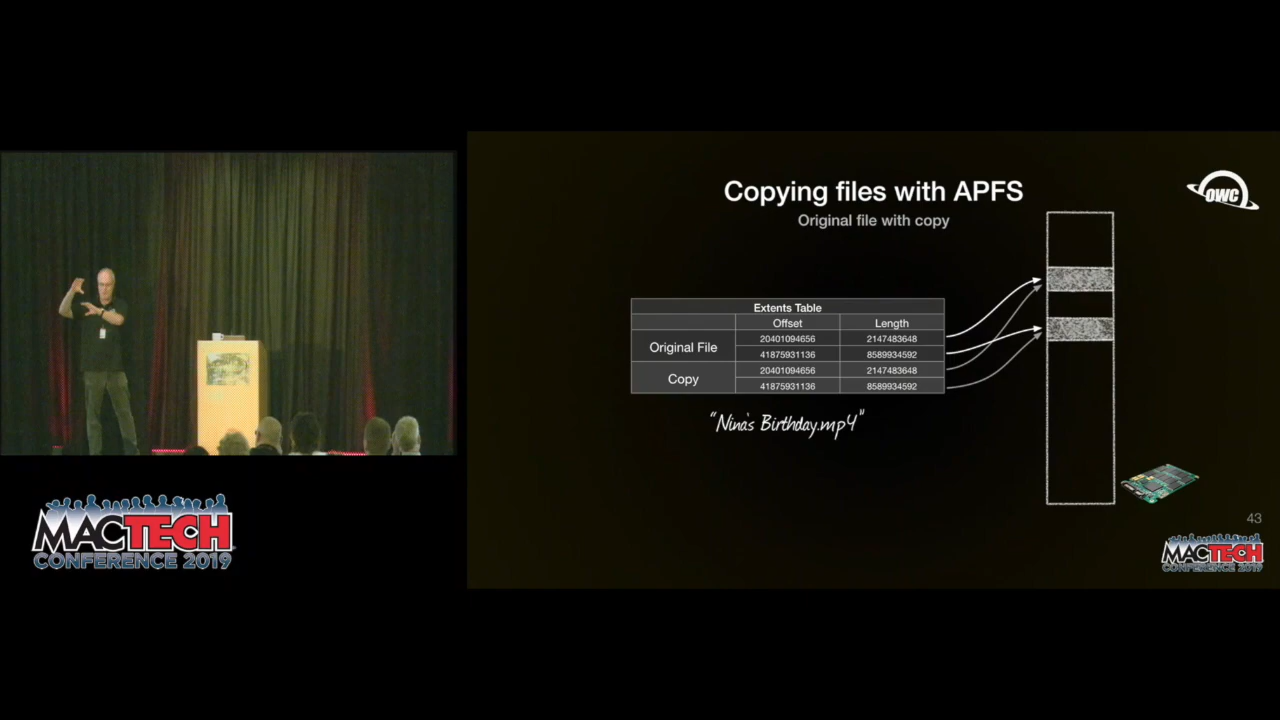 Copying files with APFS
Original file with copy
OWC
Extents Table
Offset Length
Original File
20401094656 2147483648
41875931136 8589934592
Copy
20401094656 2147483648
41875931136 8589934592
"Nina's Birthday.mp4"
43
MACTECH
CONFERENCE 2019
MACTECH
CONFERENCE 2019